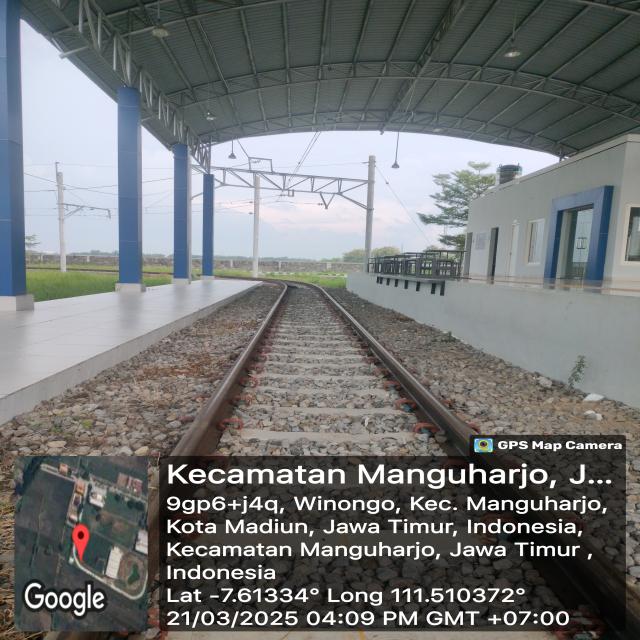 GPS Map Camera
Kecamatan Manguharjo, J...
9gp6+j4q, Winongo, Kec. Manguharjo,
Kota Madiun, Jawa Timur, Indonesia,
Kecamatan Manguharjo, Jawa Timur ,
Indonesia
Lat -7.61334° Long 111.510372°
21/03/2025 04:09 PM GMT +07:00
Google